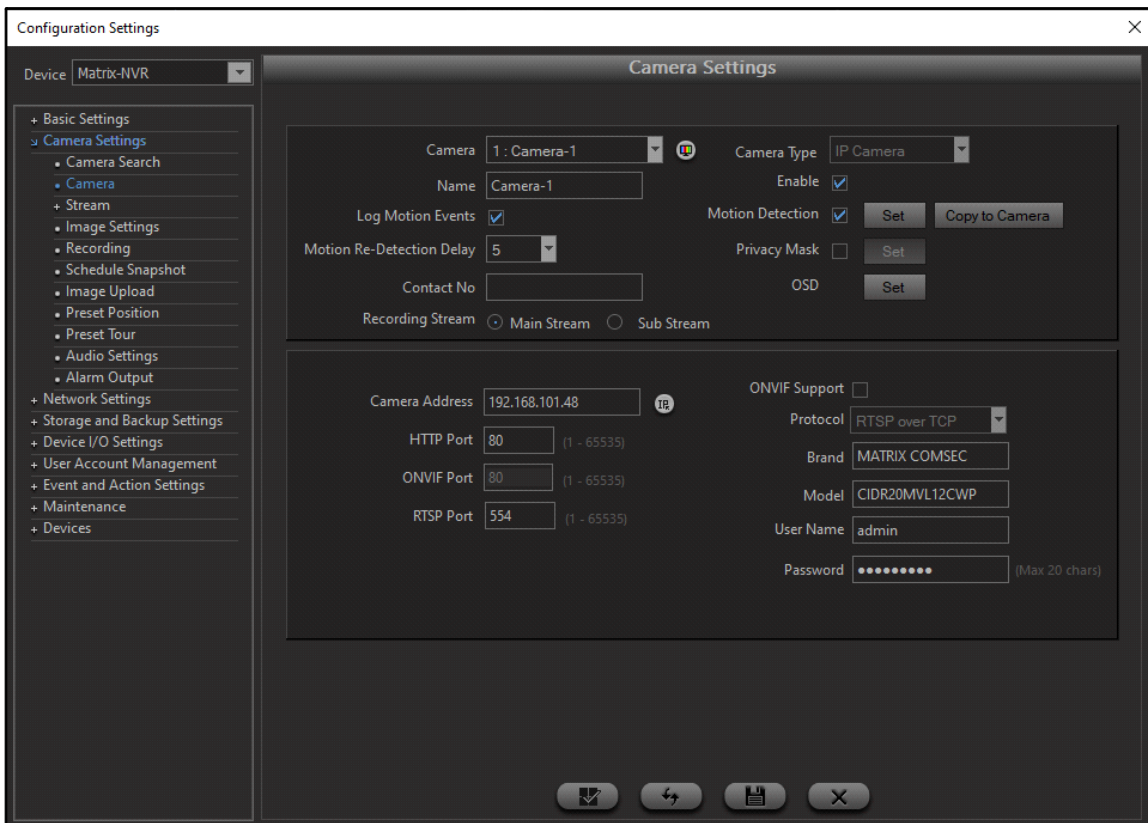 Configuration Settings
Device Matrix-NVR
Camera Settings
+ Basic Settings
Camera Settings
Camera Search
Camera
+ Stream
Image Settings
Recording
Schedule Snapshot
Image Upload
Preset Position
Preset Tour
Audio Settings
Alarm Output
+ Network Settings
+ Storage and Backup Settings
+ Device I/O Settings
+ User Account Management
+ Event and Action Settings
+ Maintenance
+ Devices
Camera 1 : Camera-1
Camera Type IP Camera
Name Camera-1
Enable
Log Motion Events
Motion Detection Set Copy to Camera
Motion Re-Detection Delay 5
Privacy Mask Set
Contact No
OSD Set
Recording Stream Main Stream Sub Stream
Camera Address 192.168.101.48 IP
ONVIF Support
Protocol RTSP over TCP
HTTP Port 80 (1 - 65535)
Brand MATRIX COMSEC
ONVIF Port 80 (1 - 65535)
Model CIDR20MVL12CWP
RTSP Port 554 (1 - 65535)
User Name admin
Password ●●●●●●●●● (Max 20 chars)